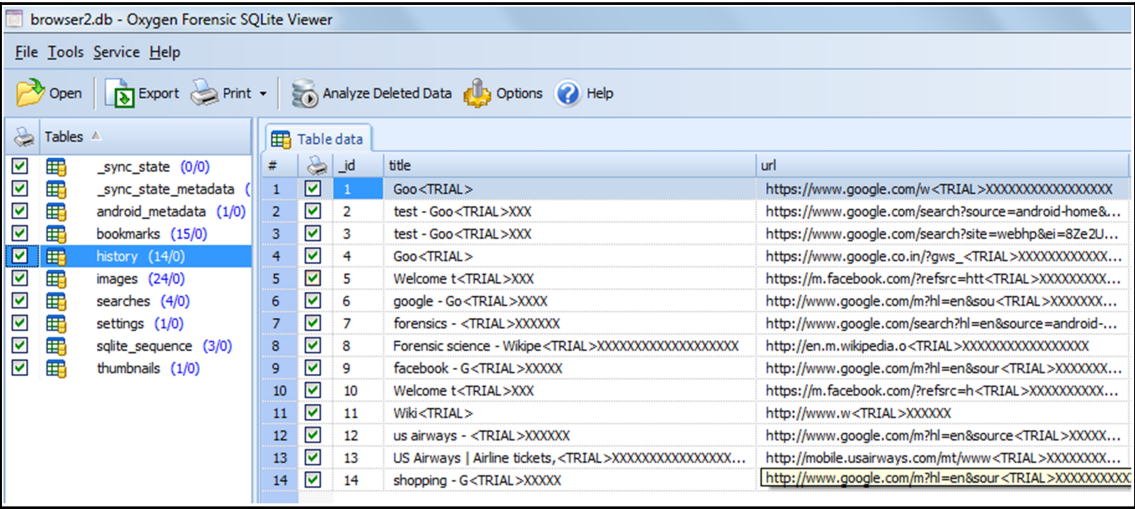 browser2.db - Oxygen Forensic SQLite Viewer
File Tools Service Help
Open Export Print Analyze Deleted Data Options Help
Tables
_sync_state (0/0)
_sync_state_metadata (
android_metadata (1/0)
bookmarks (15/0)
history (14/0)
images (24/0)
searches (4/0)
settings (1/0)
sqlite_sequence (3/0)
thumbnails (1/0)
Table data
# _id title url
1 1 Goo<TRIAL> https://www.google.com/w<TRIAL>XXXXXXXXXXXXXXXXX
2 2 test - Goo<TRIAL>XXX https://www.google.com/search?source=android-home&...
3 3 test - Goo<TRIAL>XXX https://www.google.com/search?site=webhp&ei=8Ze2U...
4 4 Goo<TRIAL> https://www.google.co.in/?gws_<TRIAL>XXXXXXXXXXXX...
5 5 Welcome t<TRIAL>XXX https://m.facebook.com/?refsrc=htt<TRIAL>XXXXXXXXX...
6 6 google - Go<TRIAL>XXXX http://www.google.com/m?hl=en&sou<TRIAL>XXXXXXX...
7 7 forensics - <TRIAL>XXXXXX http://www.google.com/search?hl=en&source=android-...
8 8 Forensic science - Wikipe<TRIAL>XXXXXXXXXXXXXXXXXXX http://en.m.wikipedia.o<TRIAL>XXXXXXXXXXXXXXXXX
9 9 facebook - G<TRIAL>XXXXX http://www.google.com/m?hl=en&sour<TRIAL>XXXXXXX...
10 10 Welcome t<TRIAL>XXX https://m.facebook.com/?refsrc=h<TRIAL>XXXXXXXXXX...
11 11 Wiki<TRIAL> http://www.w<TRIAL>XXXXXX
12 12 us airways - <TRIAL>XXXXXX http://www.google.com/m?hl=en&source<TRIAL>XXXXX...
13 13 US Airways | Airline tickets,<TRIAL>XXXXXXXXXXXXXXXX... http://mobile.usairways.com/mt/www<TRIAL>XXXXXXXX...
14 14 shopping - G<TRIAL>XXXXX http://www.google.com/m?hl=en&sour<TRIAL>XXXXXXXXXX